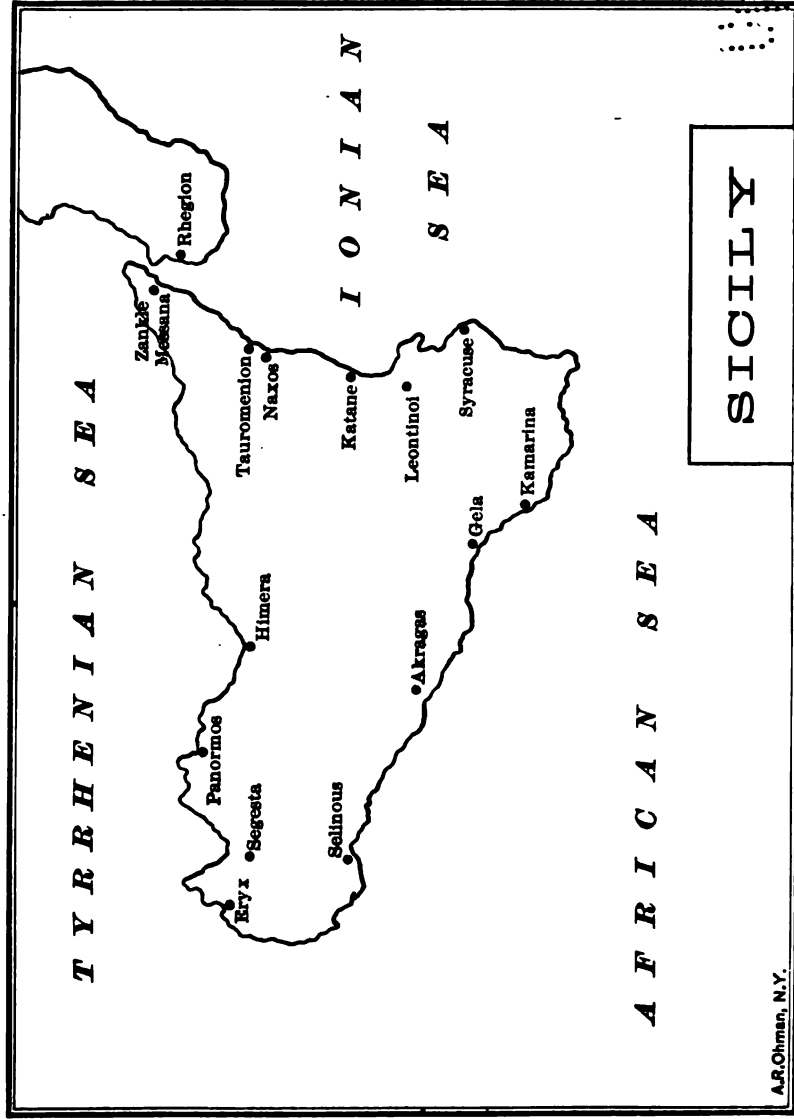 TYRRHENIAN SEA
Zankle
Messana
Rhegion
Tauromenion
Naxos
IONIAN
SEA
Katane
Leontinoi
Syracuse
Kamarina
Gela
Himera
Akragas
Panormos
Segesta
Eryx
Selinous
AFRICAN SEA
SICILY
A.R.Ohman, N.Y.